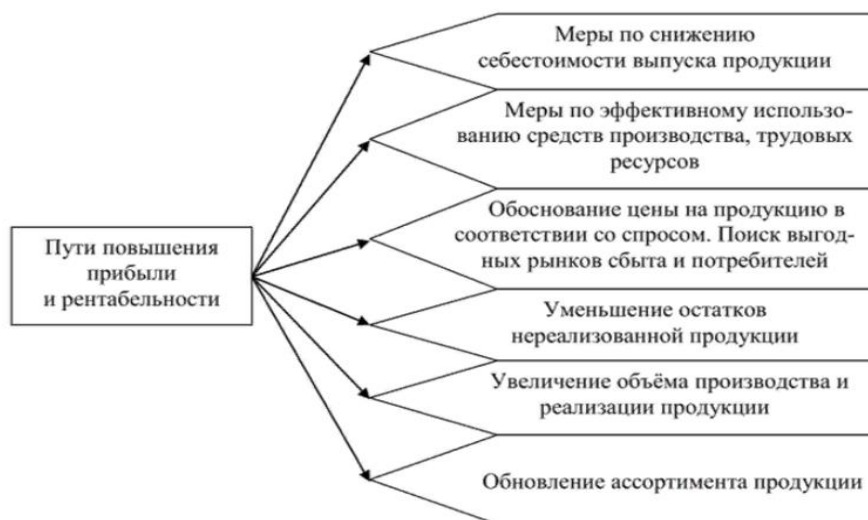 Пути повышения
прибыли
и рентабельности
Меры по снижению
себестоимости выпуска продукции
Меры по эффективному использо-
ванию средств производства, трудовых
ресурсов
Обоснование цены на продукцию в
соответствии со спросом. Поиск выгод-
ных рынков сбыта и потребителей
Уменьшение остатков
нереализованной продукции
Увеличение объёма производства и
реализации продукции
Обновление ассортимента продукции